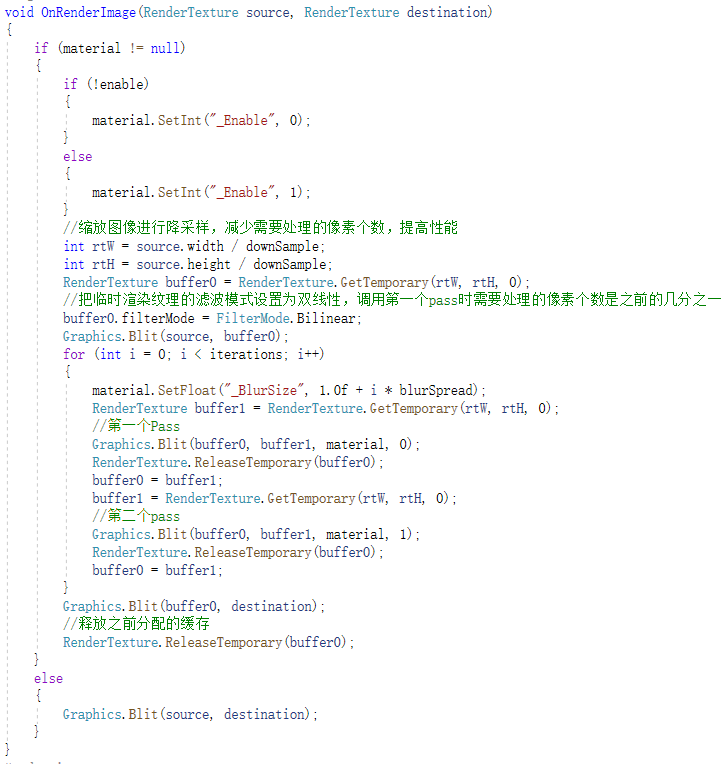 void OnRenderImage(RenderTexture source, RenderTexture destination)
{
if (material != null)
{
if (!enable)
{
material.SetInt("_Enable", 0);
}
else
{
material.SetInt("_Enable", 1);
}
//缩放图像进行降采样，减少需要处理的像素个数，提高性能
int rtW = source.width / downSample;
int rtH = source.height / downSample;
RenderTexture buffer0 = RenderTexture.GetTemporary(rtW, rtH, 0);
//把临时渲染纹理的滤波模式设置为双线性，调用第一个pass时需要处理的像素个数是之前的几分之一
buffer0.filterMode = FilterMode.Bilinear;
Graphics.Blit(source, buffer0);
for (int i = 0; i < iterations; i++)
{
material.SetFloat("_BlurSize", 1.0f + i * blurSpread);
RenderTexture buffer1 = RenderTexture.GetTemporary(rtW, rtH, 0);
//第一个Pass
Graphics.Blit(buffer0, buffer1, material, 0);
RenderTexture.ReleaseTemporary(buffer0);
buffer0 = buffer1;
buffer1 = RenderTexture.GetTemporary(rtW, rtH, 0);
//第二个pass
Graphics.Blit(buffer0, buffer1, material, 1);
RenderTexture.ReleaseTemporary(buffer0);
buffer0 = buffer1;
}
Graphics.Blit(buffer0, destination);
//释放之前分配的缓存
RenderTexture.ReleaseTemporary(buffer0);
}
else
{
Graphics.Blit(source, destination);
}
}